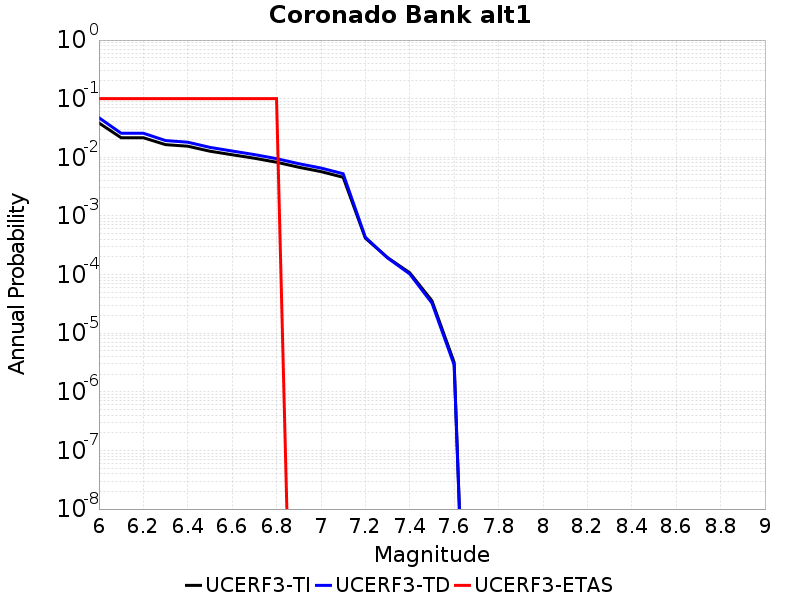 Coronado Bank alt1
10^0
10^-1
10^-2
10^-3
10^-4
10^-5
10^-6
10^-7
10^-8
Annual Probability
6 6.2 6.4 6.6 6.8 7 7.2 7.4 7.6 7.8 8 8.2 8.4 8.6 8.8 9
Magnitude
UCERF3-TI UCERF3-TD UCERF3-ETAS